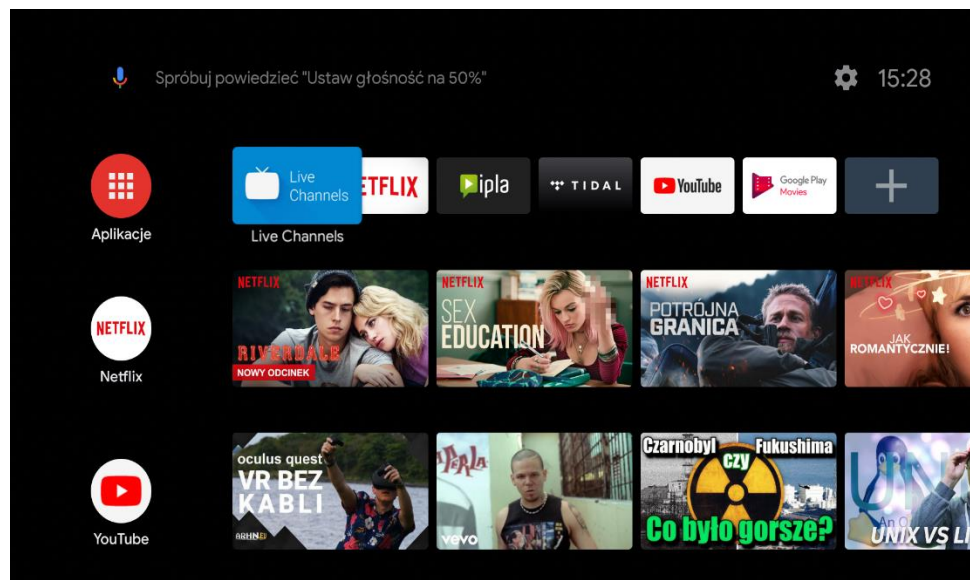 Spróbuj powiedzieć "Ustaw głośność na 50%"
15:28
Live
Channels
ETFLIX
ipla
TIDAL
YouTube
Google Play
Movies
Aplikacje
Live Channels
NETFLIX
RIVERDALE
NOWY ODCINEK
NETFLIX
SEX
EDUCATION
NETFLIX
POTRÓJNA
GRANICA
NETFLIX
JAK
ROMANTYCZNIE!
NETFLIX
Netflix
oculus quest
VR BEZ
KABLI
ARHNEJ
vevo
Czarnobyl czy Fukushima
Co było gorsze?
UNIX VS LI
YouTube